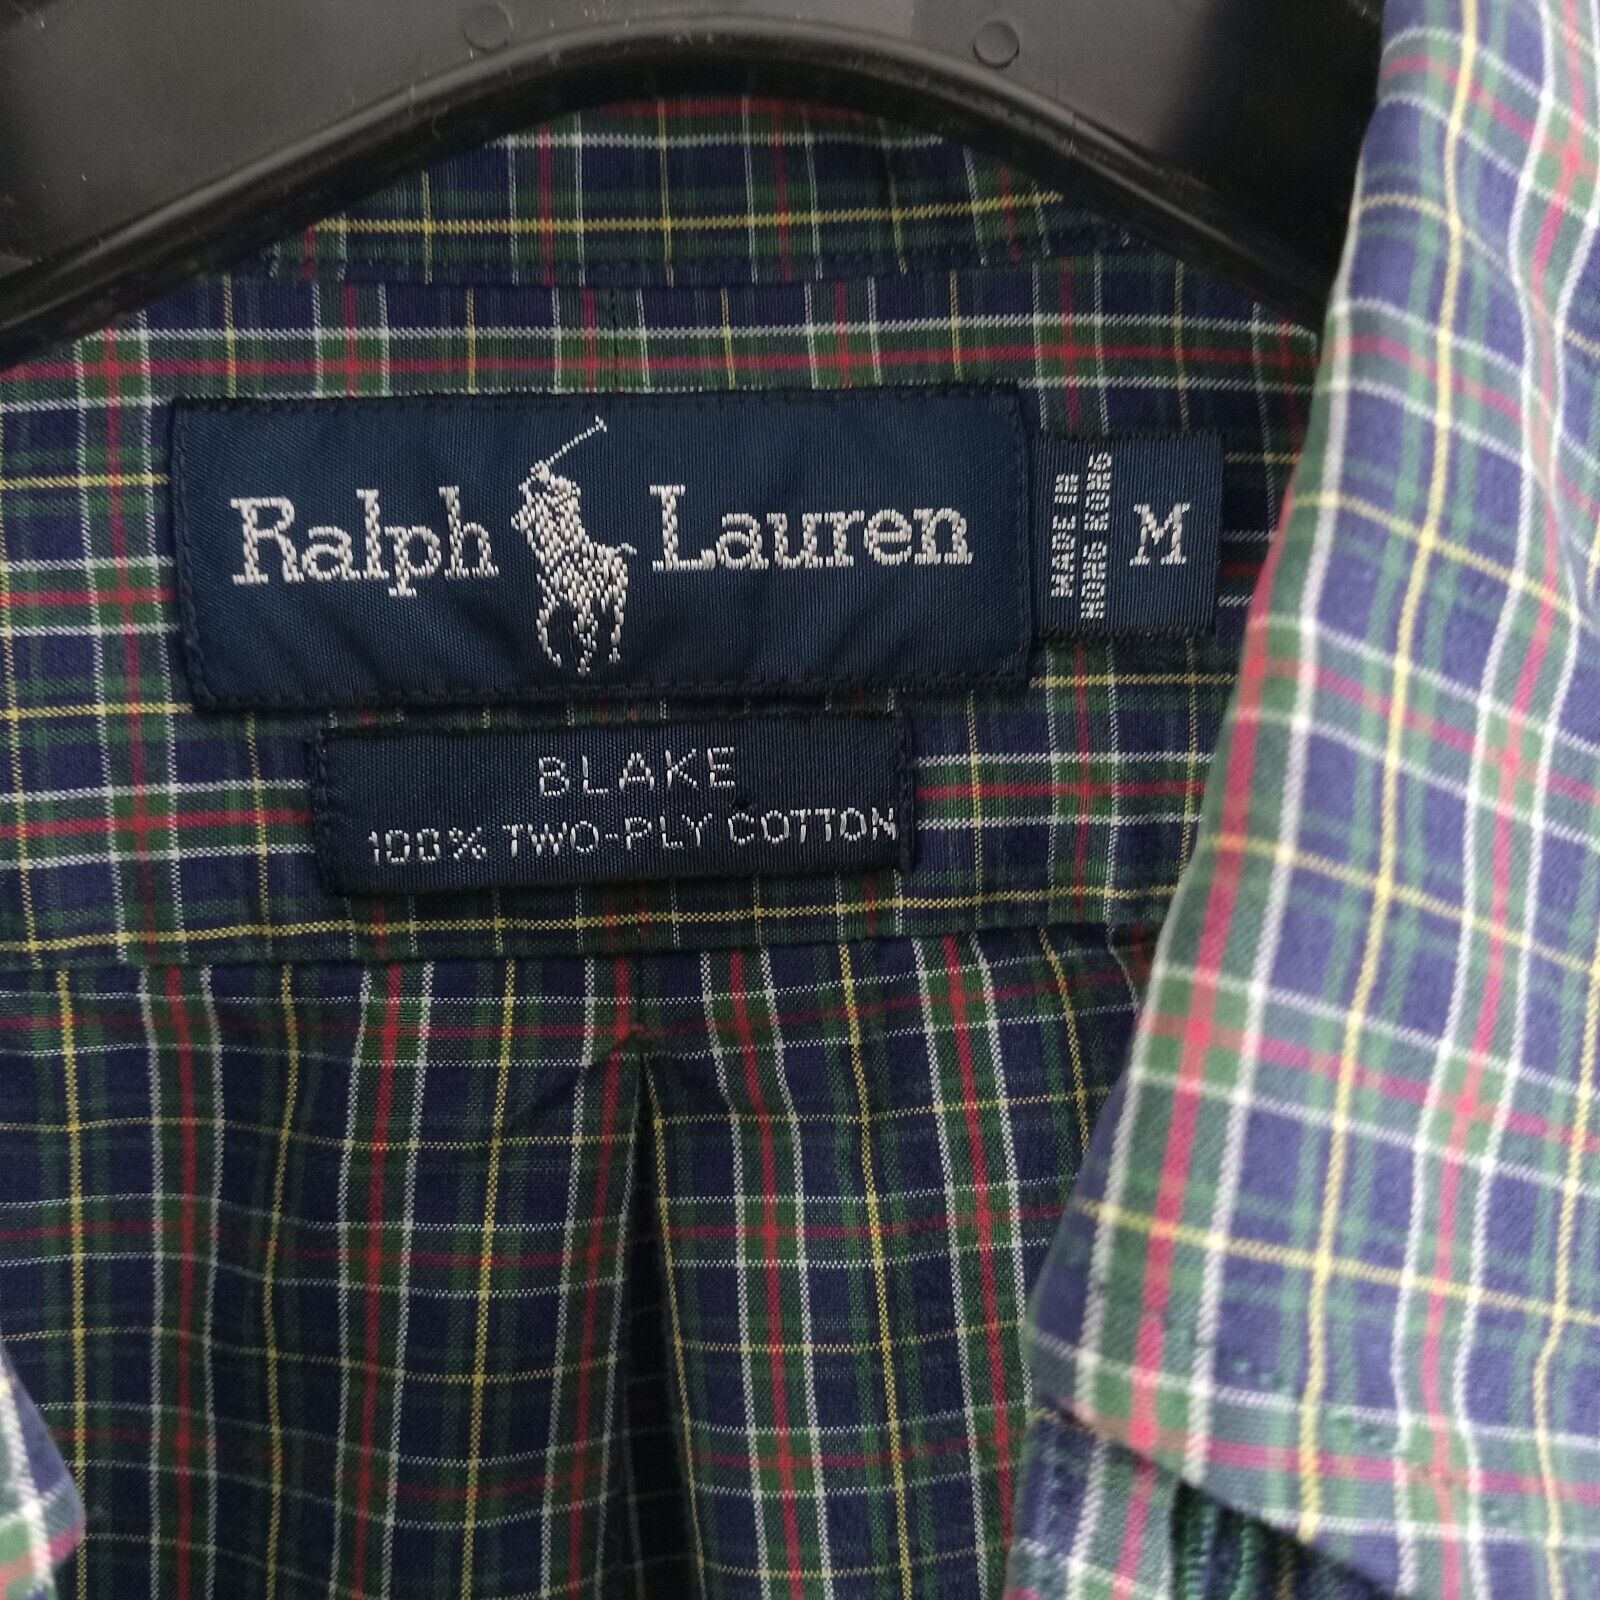 Ralph Lauren
MADE IN
HONG KONG
M
BLAKE
100% TWO-PLY COTTON